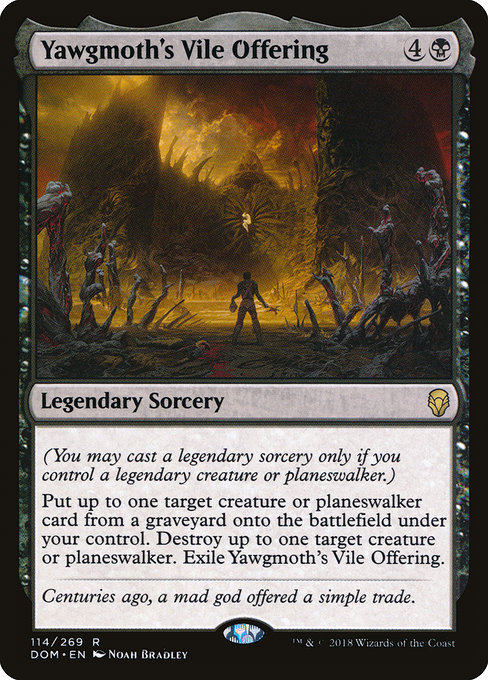 Yawgmoth's Vile Offering 4
Legendary Sorcery
(You may cast a legendary sorcery only if you
control a legendary creature or planeswalker.)
Put up to one target creature or planeswalker
card from a graveyard onto the battlefield under
your control. Destroy up to one target creature
or planeswalker. Exile Yawgmoth's Vile Offering.
Centuries ago, a mad god offered a simple trade.
114/269 R
DOM • EN Noah Bradley
™ & © 2018 Wizards of the Coast